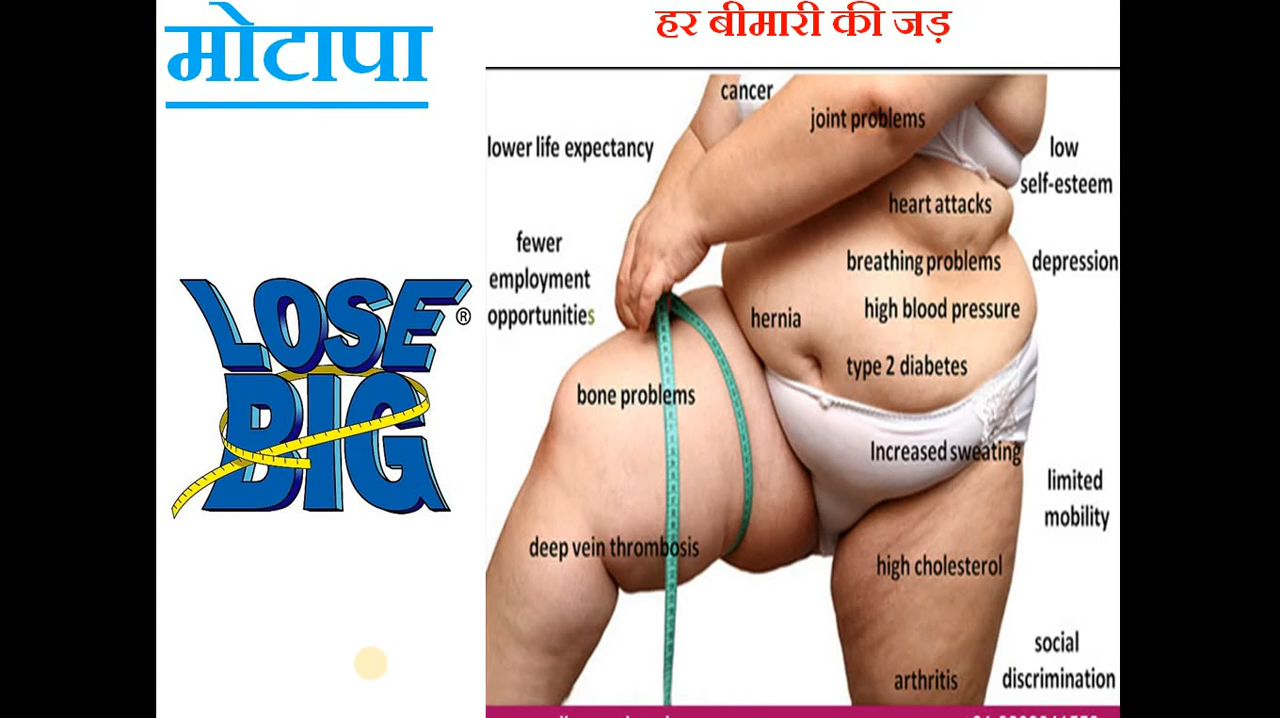 मोटापा
हर बीमारी की जड़
LOSE
BIG
®
cancer
joint problems
lower life expectancy
low
self-esteem
heart attacks
fewer
employment
opportunities
breathing problems
depression
high blood pressure
hernia
type 2 diabetes
bone problems
Increased sweating
limited
mobility
deep vein thrombosis
high cholesterol
social
discrimination
arthritis